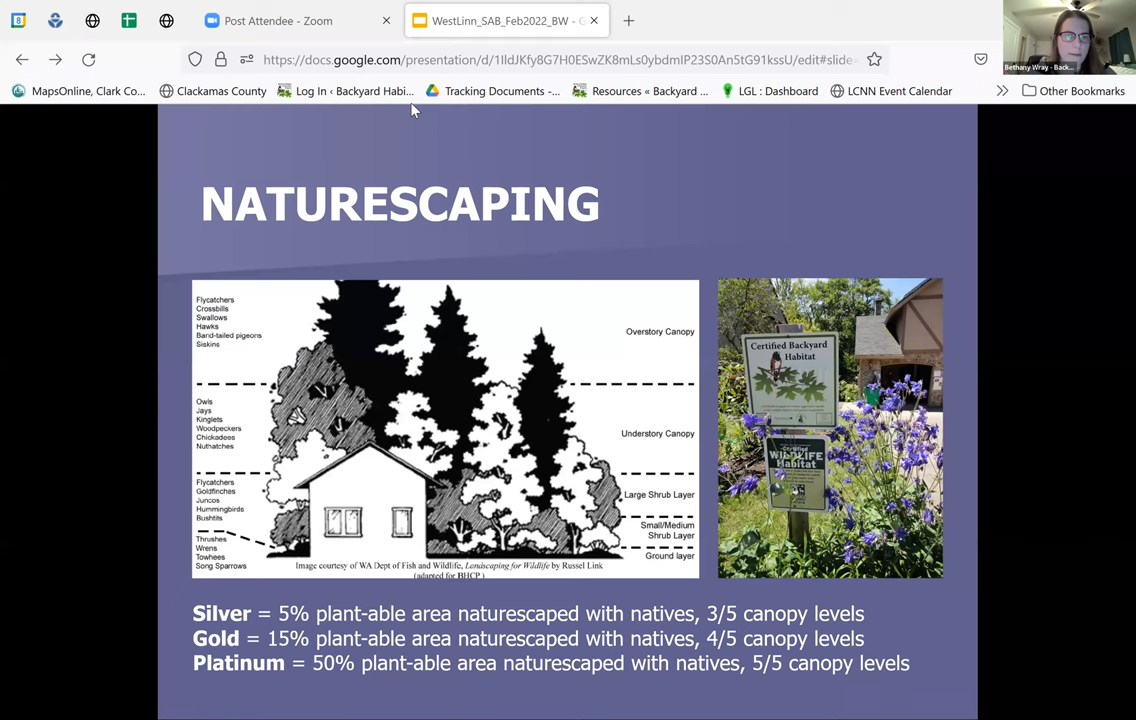 8
Post Attendee - Zoom
WestLinn_SAB_Feb2022_BW - G
https://docs.google.com/presentation/d/1IldJKfy8G7H0ESwZK8mLs0ybdmIP23S0An5tG91kssU/edit#slide=
MapsOnline, Clark Co...
Clackamas County
Log In ‹ Backyard Habi...
Tracking Documents -...
Resources « Backyard ...
LGL : Dashboard
LCNN Event Calendar
Other Bookmarks
Bethany Wray - Back...
NATURESCAPING
Flycatchers
Crossbills
Swallows
Hawks
Band-tailed pigeons
Siskins
Overstory Canopy
Owls
Jays
Kinglets
Woodpeckers
Chickadees
Nuthatches
Understory Canopy
Flycatchers
Goldfinches
Juncos
Hummingbirds
Bushtits
Large Shrub Layer
Small/Medium
Shrub Layer
Thrushes
Wrens
Towhees
Song Sparrows
Ground layer
Image courtesy of WA Dept of Fish and Wildlife, Landscaping for Wildlife by Russel Link
(adapted for BHCP )
Certified Backyard
Habitat
Certified
WILDLIFE
Habitat
Silver = 5% plant-able area naturescaped with natives, 3/5 canopy levels
Gold = 15% plant-able area naturescaped with natives, 4/5 canopy levels
Platinum = 50% plant-able area naturescaped with natives, 5/5 canopy levels